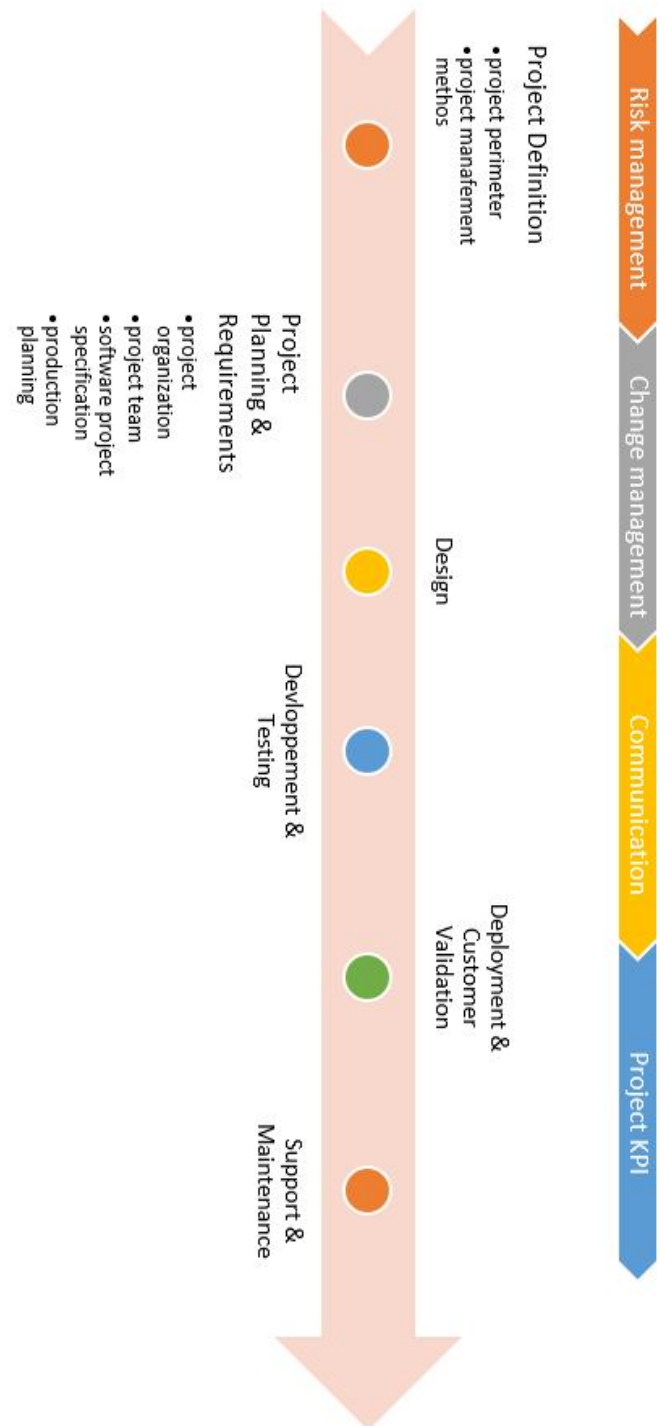 Risk management
Change management
Communication
Project KPI
Project Definition
• project perimeter
• project manafement
methos
Design
Deployment &
Customer
Validation
Project
Planning &
Requirements
• project
organization
• project team
• software project
specification
• production
planning
Devloppement &
Testing
Support &
Maintenance